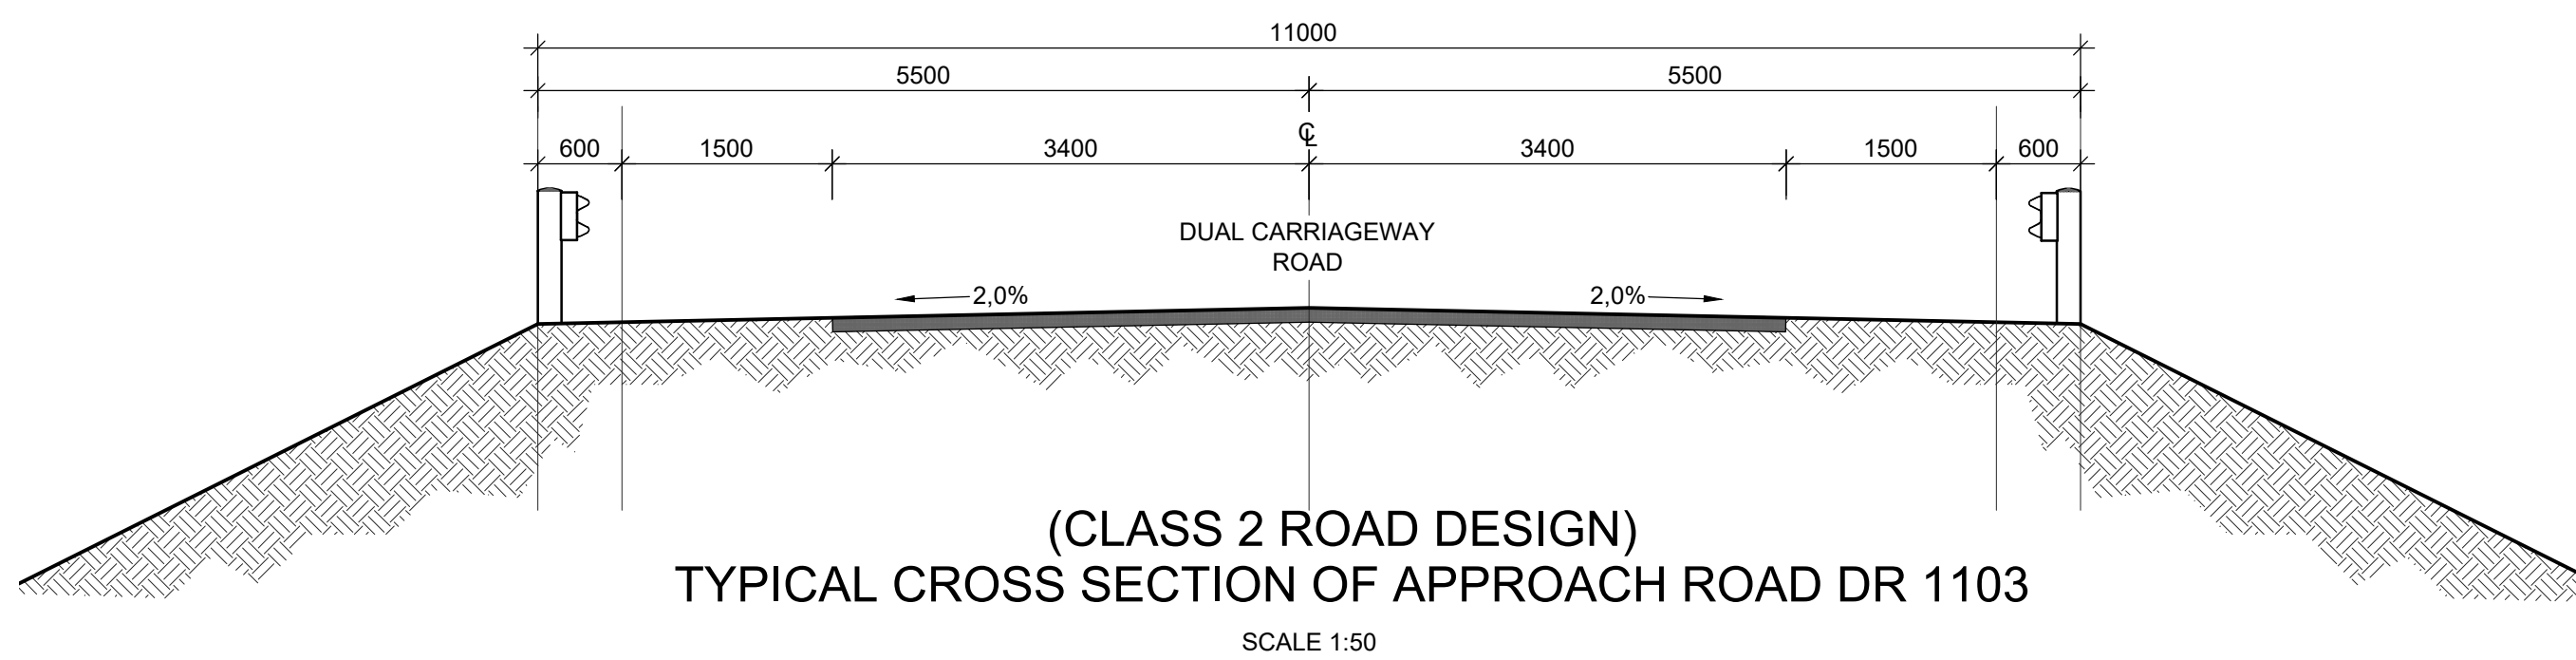 11000
5500 5500
℄
600 1500 3400 3400 1500 600
DUAL CARRIAGEWAY
ROAD
2,0% 2,0%
(CLASS 2 ROAD DESIGN)
TYPICAL CROSS SECTION OF APPROACH ROAD DR 1103
SCALE 1:50